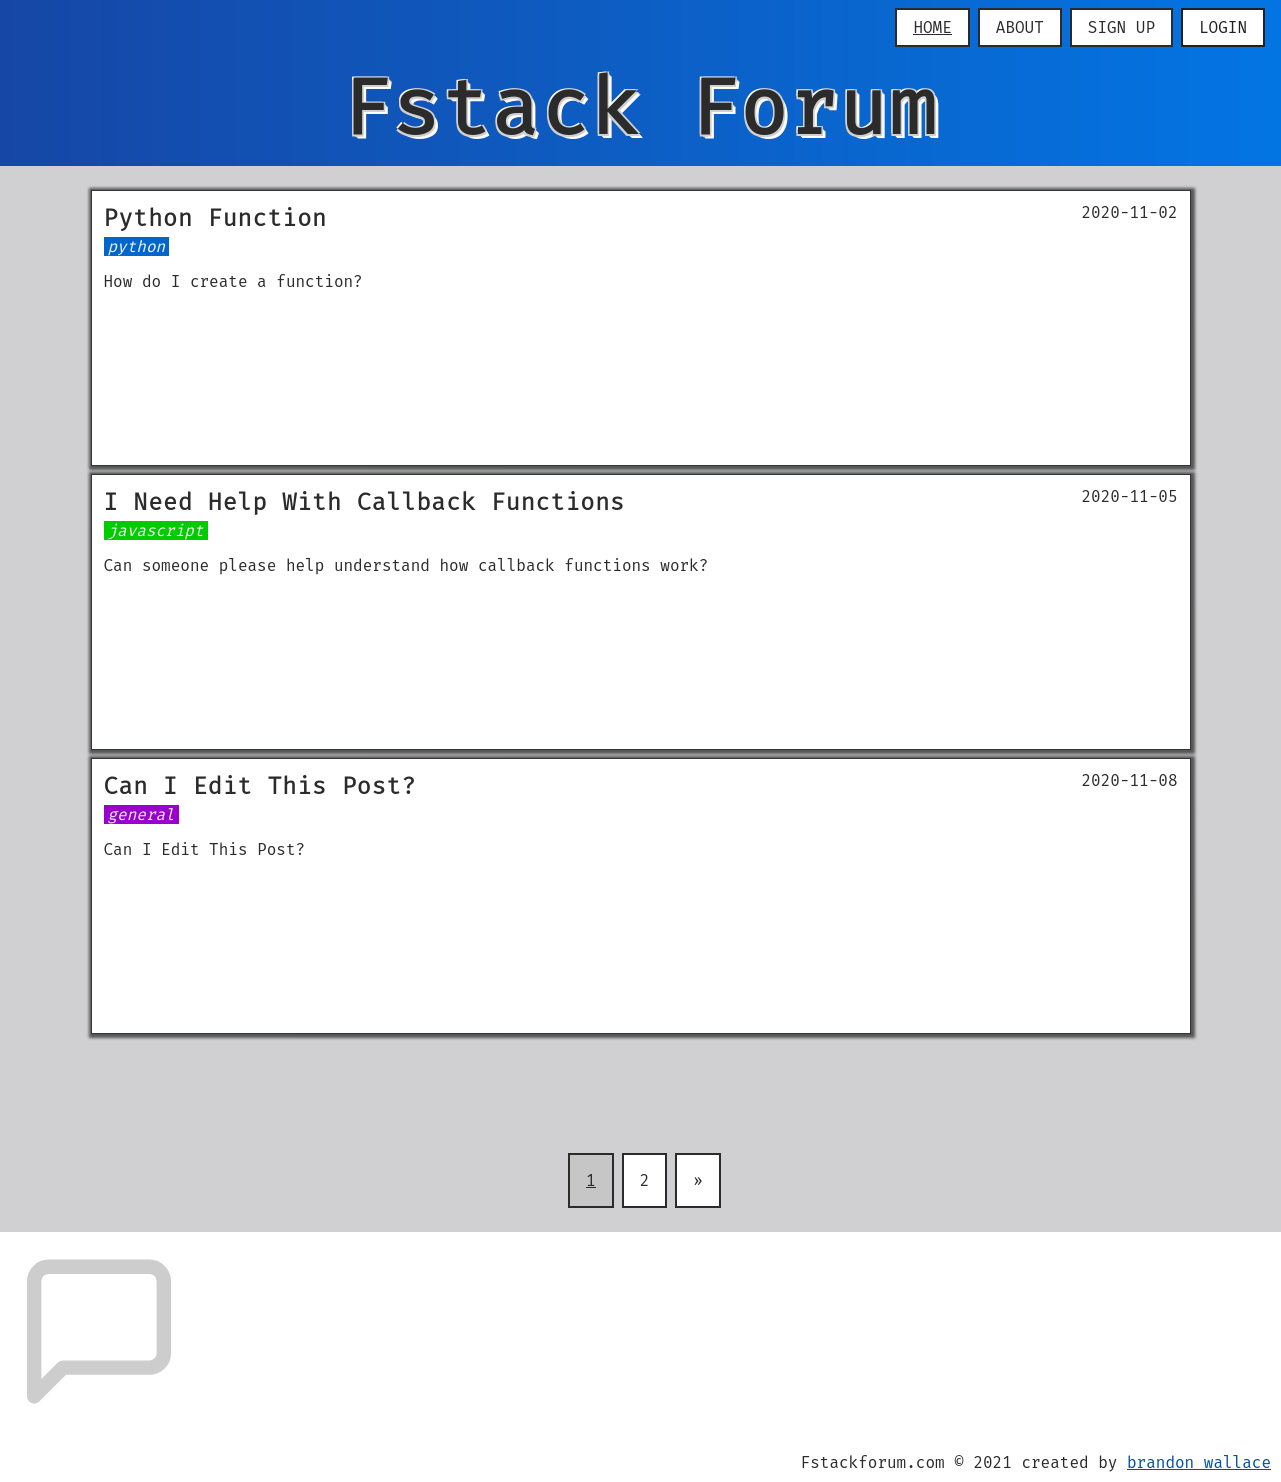 HOME ABOUT SIGN UP LOGIN
Fstack Forum
Python Function 2020-11-02
python
How do I create a function?
I Need Help With Callback Functions 2020-11-05
javascript
Can someone please help understand how callback functions work?
Can I Edit This Post? 2020-11-08
general
Can I Edit This Post?
1 2 »
Fstackforum.com © 2021 created by brandon wallace